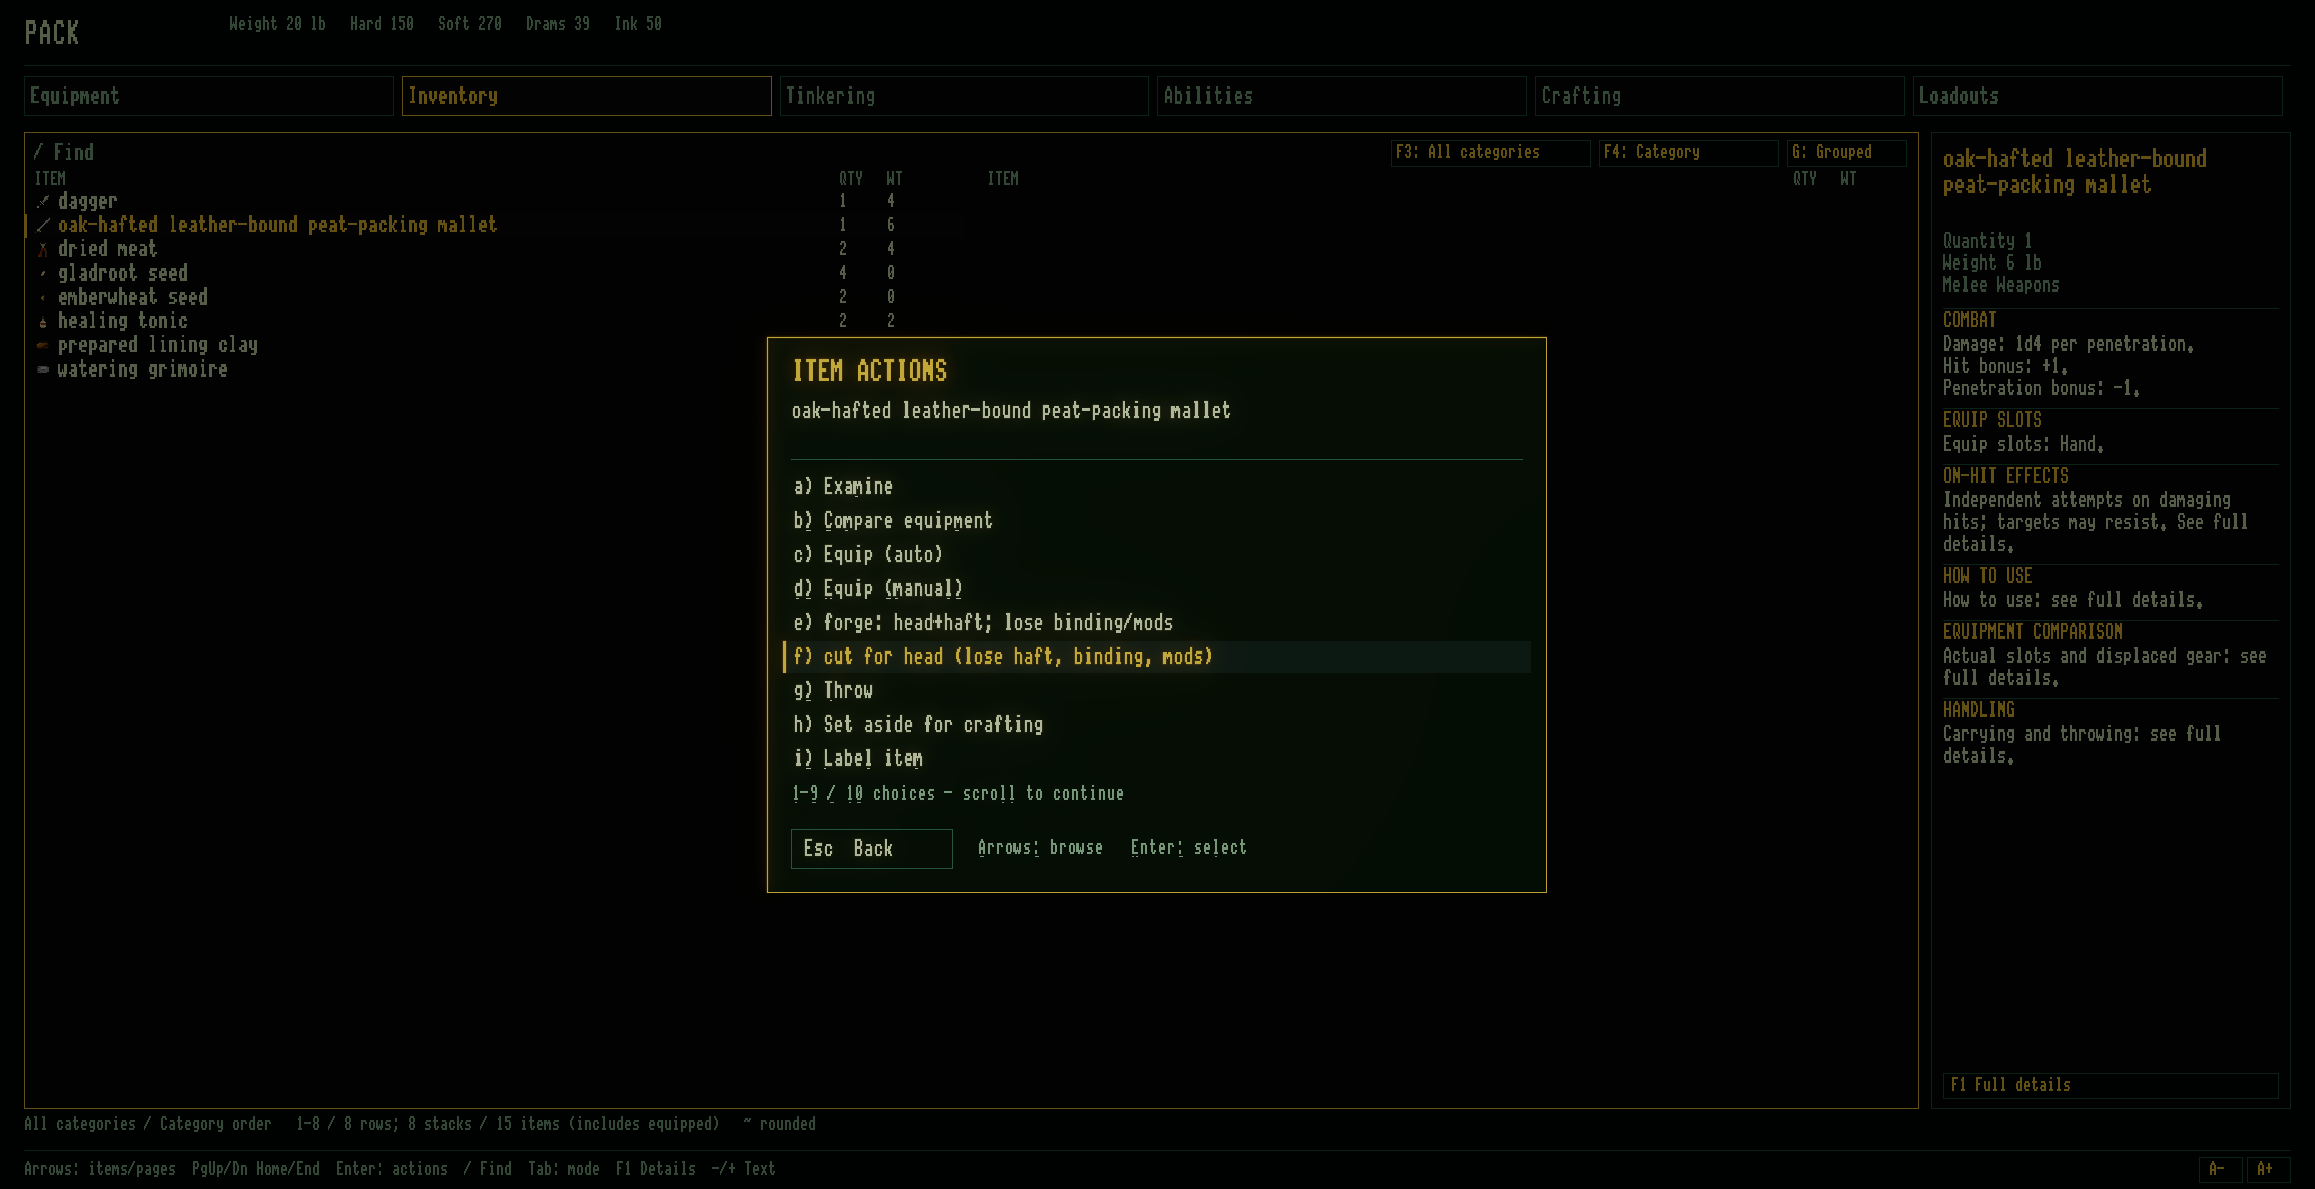 PACK
Weight 20 lb Hard 150 Soft 270 Drams 39 Ink 50
Equipment Inventory Tinkering Abilities Crafting Loadouts
/ Find F3: All categories F4: Category G: Grouped
ITEM QTY WT ITEM QTY WT
dagger 1 4
oak-hafted leather-bound peat-packing mallet 1 6
dried meat 2 4
gladroot seed 4 0
emberwheat seed 2 0
healing tonic 2 2
prepared lining clay
watering grimoire
ITEM ACTIONS
oak-hafted leather-bound peat-packing mallet
a) Examine
b) Compare equipment
c) Equip (auto)
d) Equip (manual)
e) forge: head+haft; lose binding/mods
f) cut for head (lose haft, binding, mods)
g) Throw
h) Set aside for crafting
i) Label item
1-9 / 10 choices - scroll to continue
Esc Back Arrows: browse Enter: select
oak-hafted leather-bound
peat-packing mallet
Quantity 1
Weight 6 lb
Melee Weapons
COMBAT
Damage: 1d4 per penetration.
Hit bonus: +1.
Penetration bonus: -1.
EQUIP SLOTS
Equip slots: Hand.
ON-HIT EFFECTS
Independent attempts on damaging
hits; targets may resist. See full
details.
HOW TO USE
How to use: see full details.
EQUIPMENT COMPARISON
Actual slots and displaced gear: see
full details.
HANDLING
Carrying and throwing: see full
details.
F1 Full details
All categories / Category order 1-8 / 8 rows; 8 stacks / 15 items (includes equipped) ~ rounded
Arrows: items/pages PgUp/Dn Home/End Enter: actions / Find Tab: mode F1 Details -/+ Text
A- A+